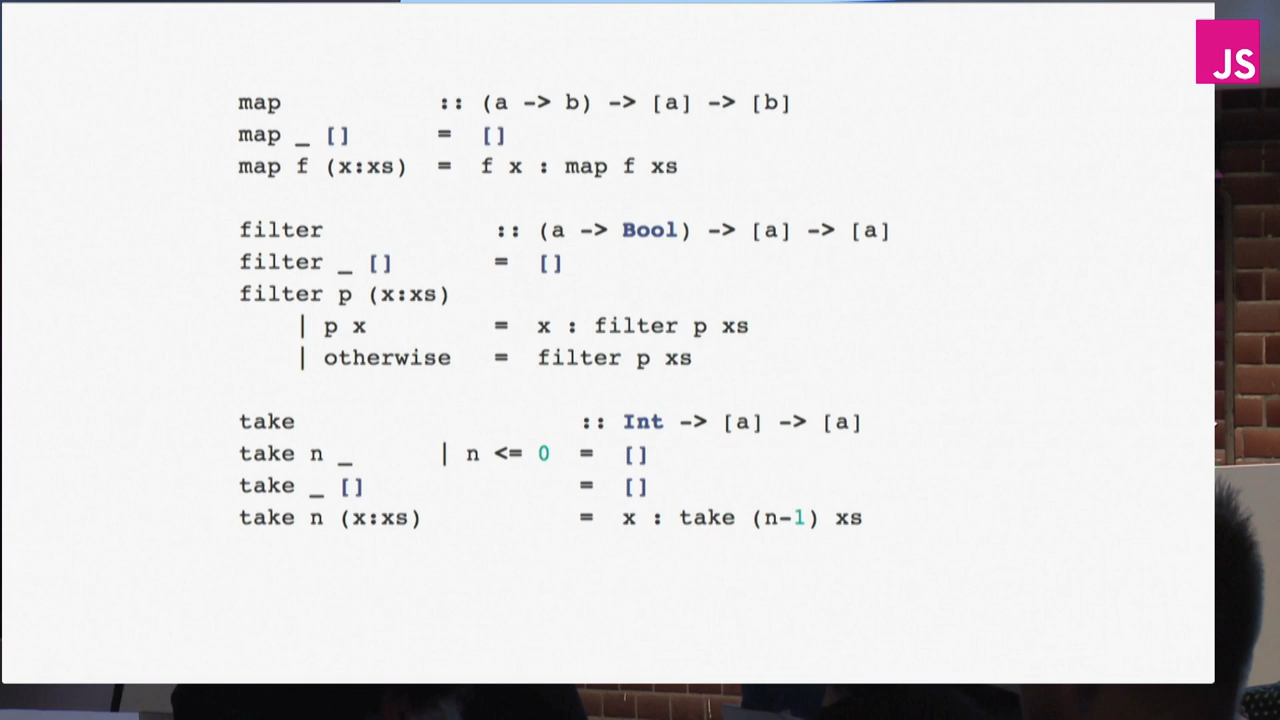 JS
map :: (a -> b) -> [a] -> [b]
map _ [] = []
map f (x:xs) = f x : map f xs
filter :: (a -> Bool) -> [a] -> [a]
filter _ [] = []
filter p (x:xs)
| p x = x : filter p xs
| otherwise = filter p xs
take :: Int -> [a] -> [a]
take n _ | n <= 0 = []
take _ [] = []
take n (x:xs) = x : take (n-1) xs